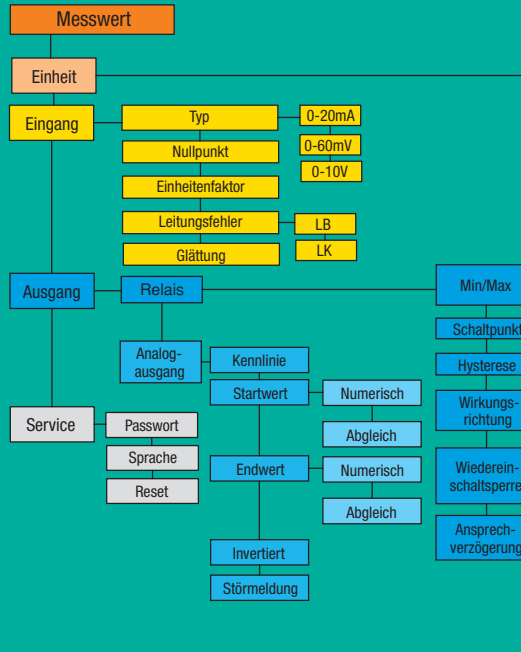 Messwert
Einheit
Eingang
Typ
0-20mA
0-60mV
0-10V
Nullpunkt
Einheitenfaktor
Leitungsfehler
LB
LK
Glättung
Ausgang
Relais
Min/Max
Schaltpunkt
Hysterese
Wirkungs-
richtung
Wiederein-
schaltsperre
Ansprech-
verzögerung
Analog-
ausgang
Kennlinie
Startwert
Numerisch
Abgleich
Endwert
Numerisch
Abgleich
Invertiert
Störmeldung
Service
Passwort
Sprache
Reset